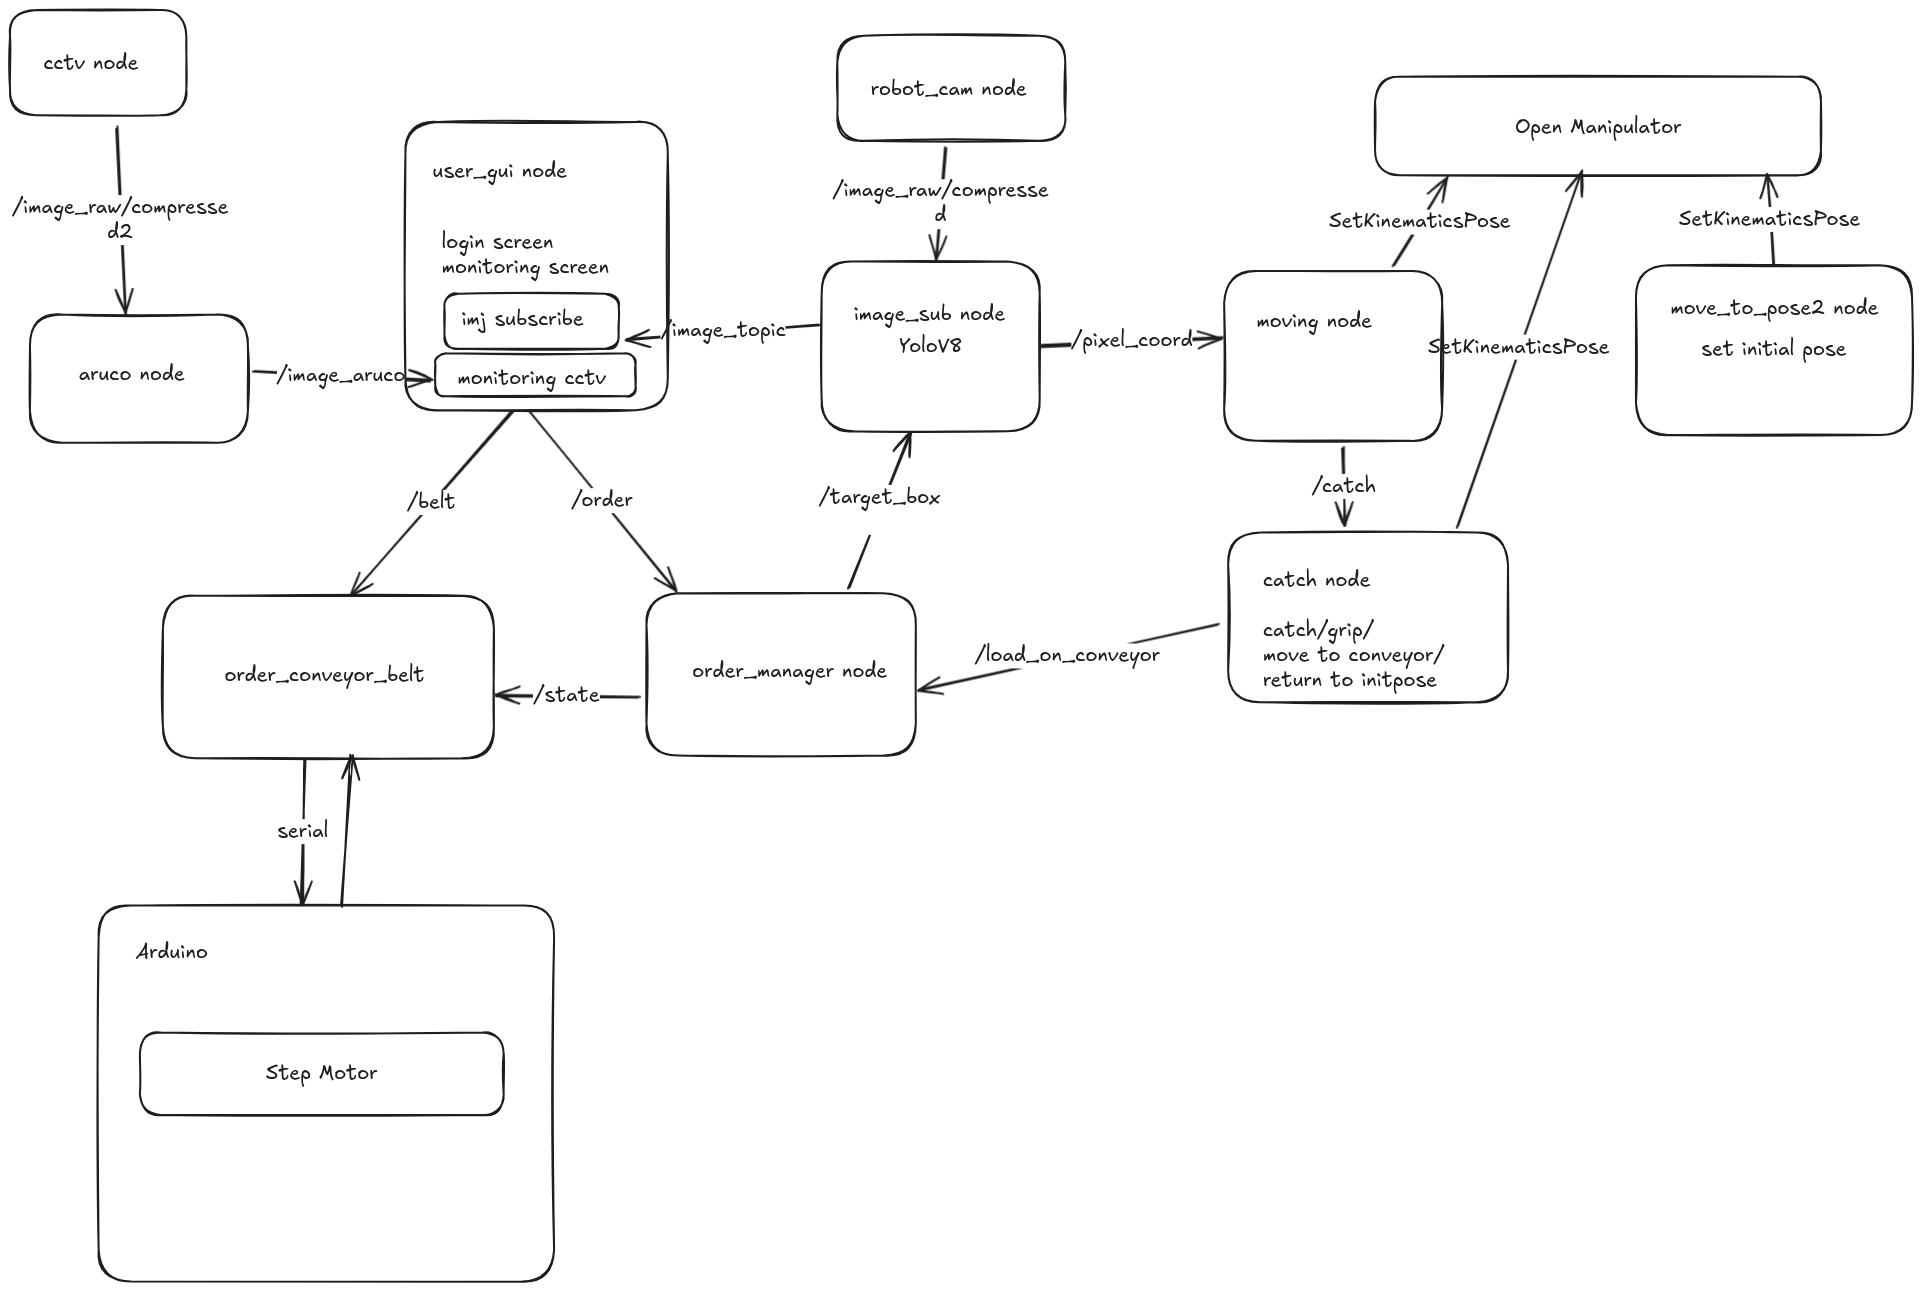 cctv node
/image_raw/compresse
d2
aruco node
/image_aruco
user_gui node
login screen
monitoring screen
imj subscribe
monitoring cctv
/image_topic
robot_cam node
/image_raw/compresse
d
image_sub node
YoloV8
/pixel_coord
Open Manipulator
SetKinematicsPose
SetKinematicsPose
SetKinematicsPose
moving node
move_to_pose2 node
set initial pose
/belt
/order
/target_box
/catch
catch node
catch/grip/
move to conveyor/
return to initpose
/load_on_conveyor
order_manager node
/state
order_conveyor_belt
serial
Arduino
Step Motor